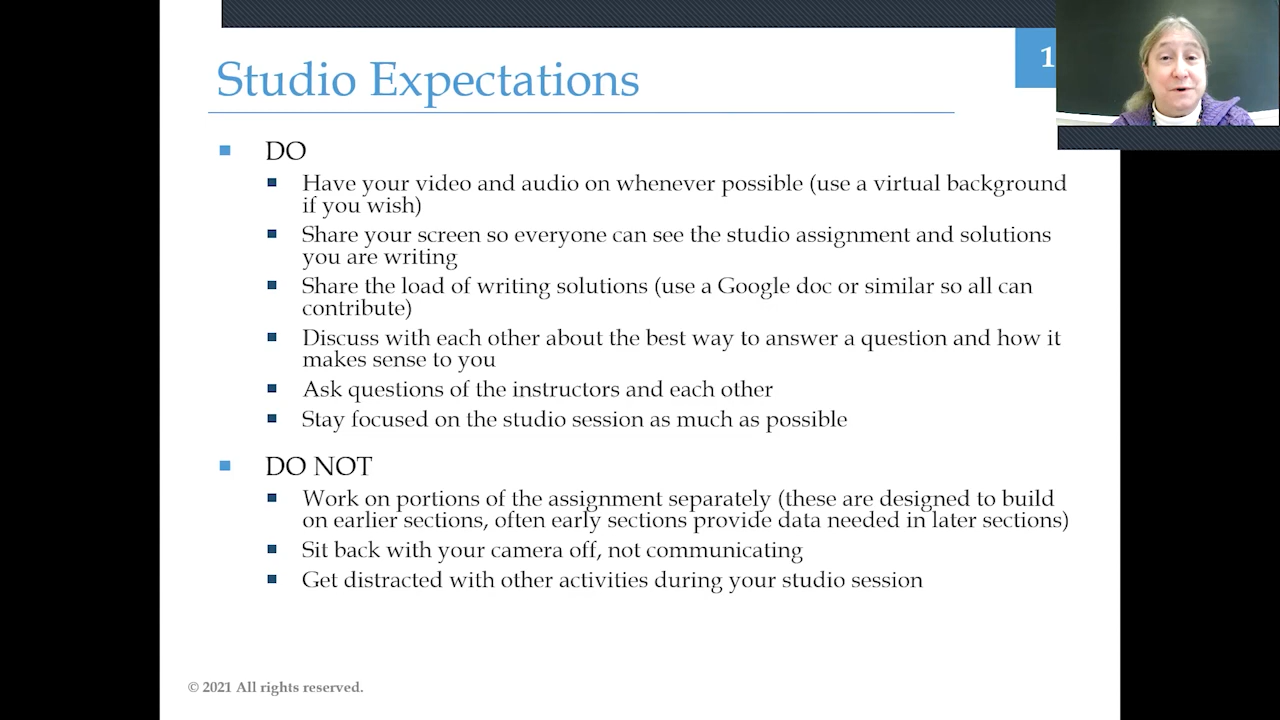 1
Studio Expectations
DO
Have your video and audio on whenever possible (use a virtual background
if you wish)
Share your screen so everyone can see the studio assignment and solutions
you are writing
Share the load of writing solutions (use a Google doc or similar so all can
contribute)
Discuss with each other about the best way to answer a question and how it
makes sense to you
Ask questions of the instructors and each other
Stay focused on the studio session as much as possible
DO NOT
Work on portions of the assignment separately (these are designed to build
on earlier sections, often early sections provide data needed in later sections)
Sit back with your camera off, not communicating
Get distracted with other activities during your studio session
© 2021 All rights reserved.